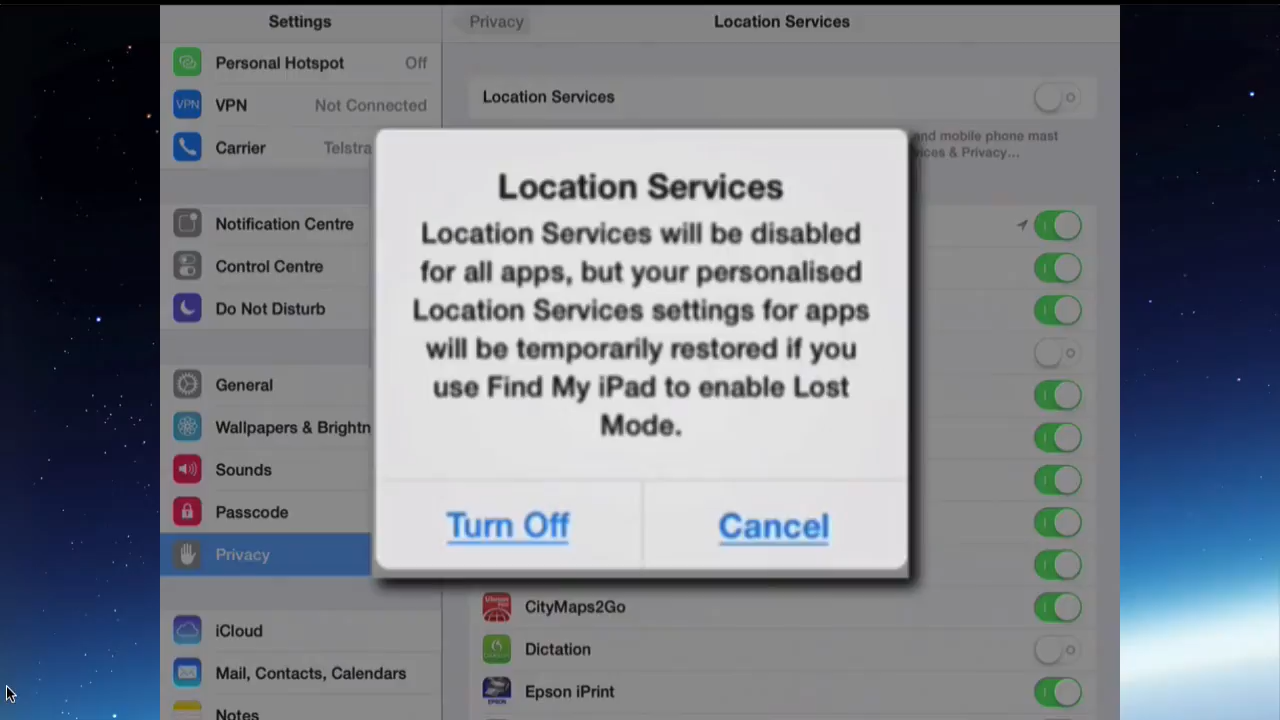 Settings
Personal Hotspot Off
VPN VPN Not Connected
Carrier Telstra
Notification Centre
Control Centre
Do Not Disturb
General
Wallpapers & Brightn
Sounds
Passcode
Privacy
iCloud
Mail, Contacts, Calendars
Notes
Privacy Location Services
Location Services
and mobile phone mast
vices & Privacy...
Location Services
Location Services will be disabled
for all apps, but your personalised
Location Services settings for apps
will be temporarily restored if you
use Find My iPad to enable Lost
Mode.
Turn Off Cancel
CityMaps2Go
Dictation
EPSON Epson iPrint